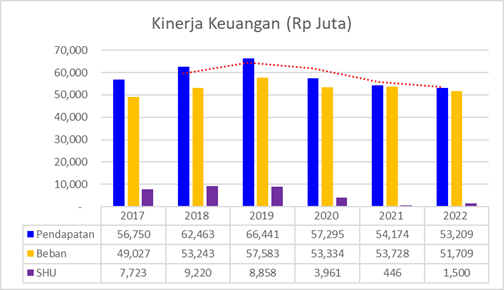 Kinerja Keuangan (Rp Juta)
70,000
60,000
50,000
40,000
30,000
20,000
10,000
-
2017 2018 2019 2020 2021 2022
Pendapatan 56,750 62,463 66,441 57,295 54,174 53,209
Beban 49,027 53,243 57,583 53,334 53,728 51,709
SHU 7,723 9,220 8,858 3,961 446 1,500